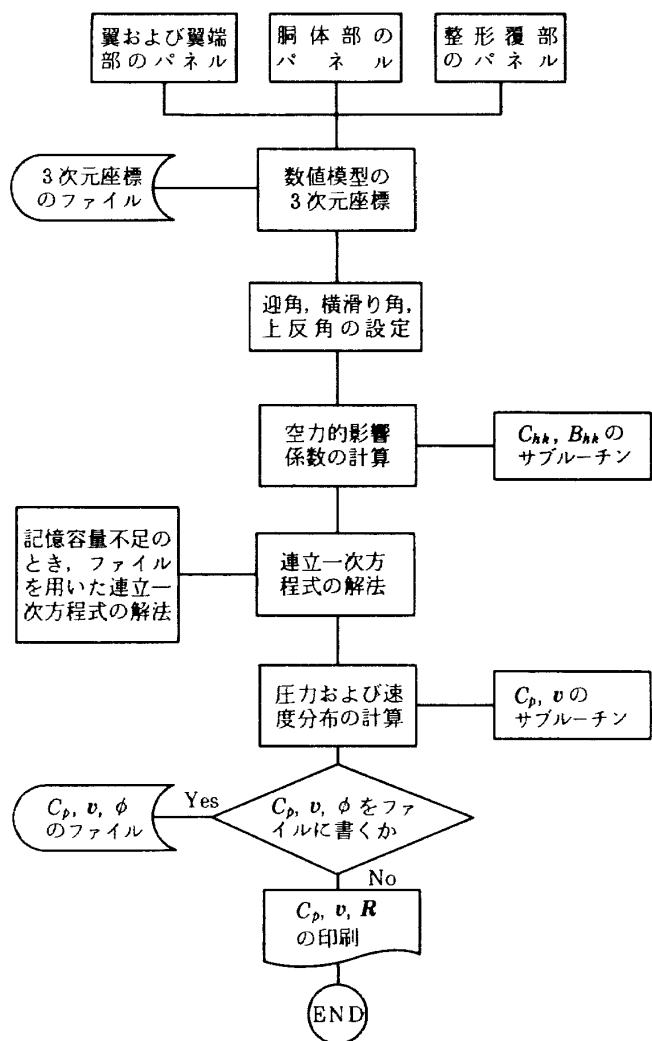 翼および翼端
部のパネル
胴体部の
パネル
整形覆部
のパネル
3次元座標
のファイル
数値模型の
3次元座標
迎角,横滑り角,
上反角の設定
空力的影響
係数の計算
C_{hk}, B_{hk}の
サブルーチン
記憶容量不足の
とき,ファイル
を用いた連立一
次方程式の解法
連立一次方
程式の解法
圧力および速
度分布の計算
C_p, vの
サブルーチン
C_p, v, φ
のファイル
Yes
C_p, v, φをファ
イルに書くか
No
C_p, v, R
の印刷
END